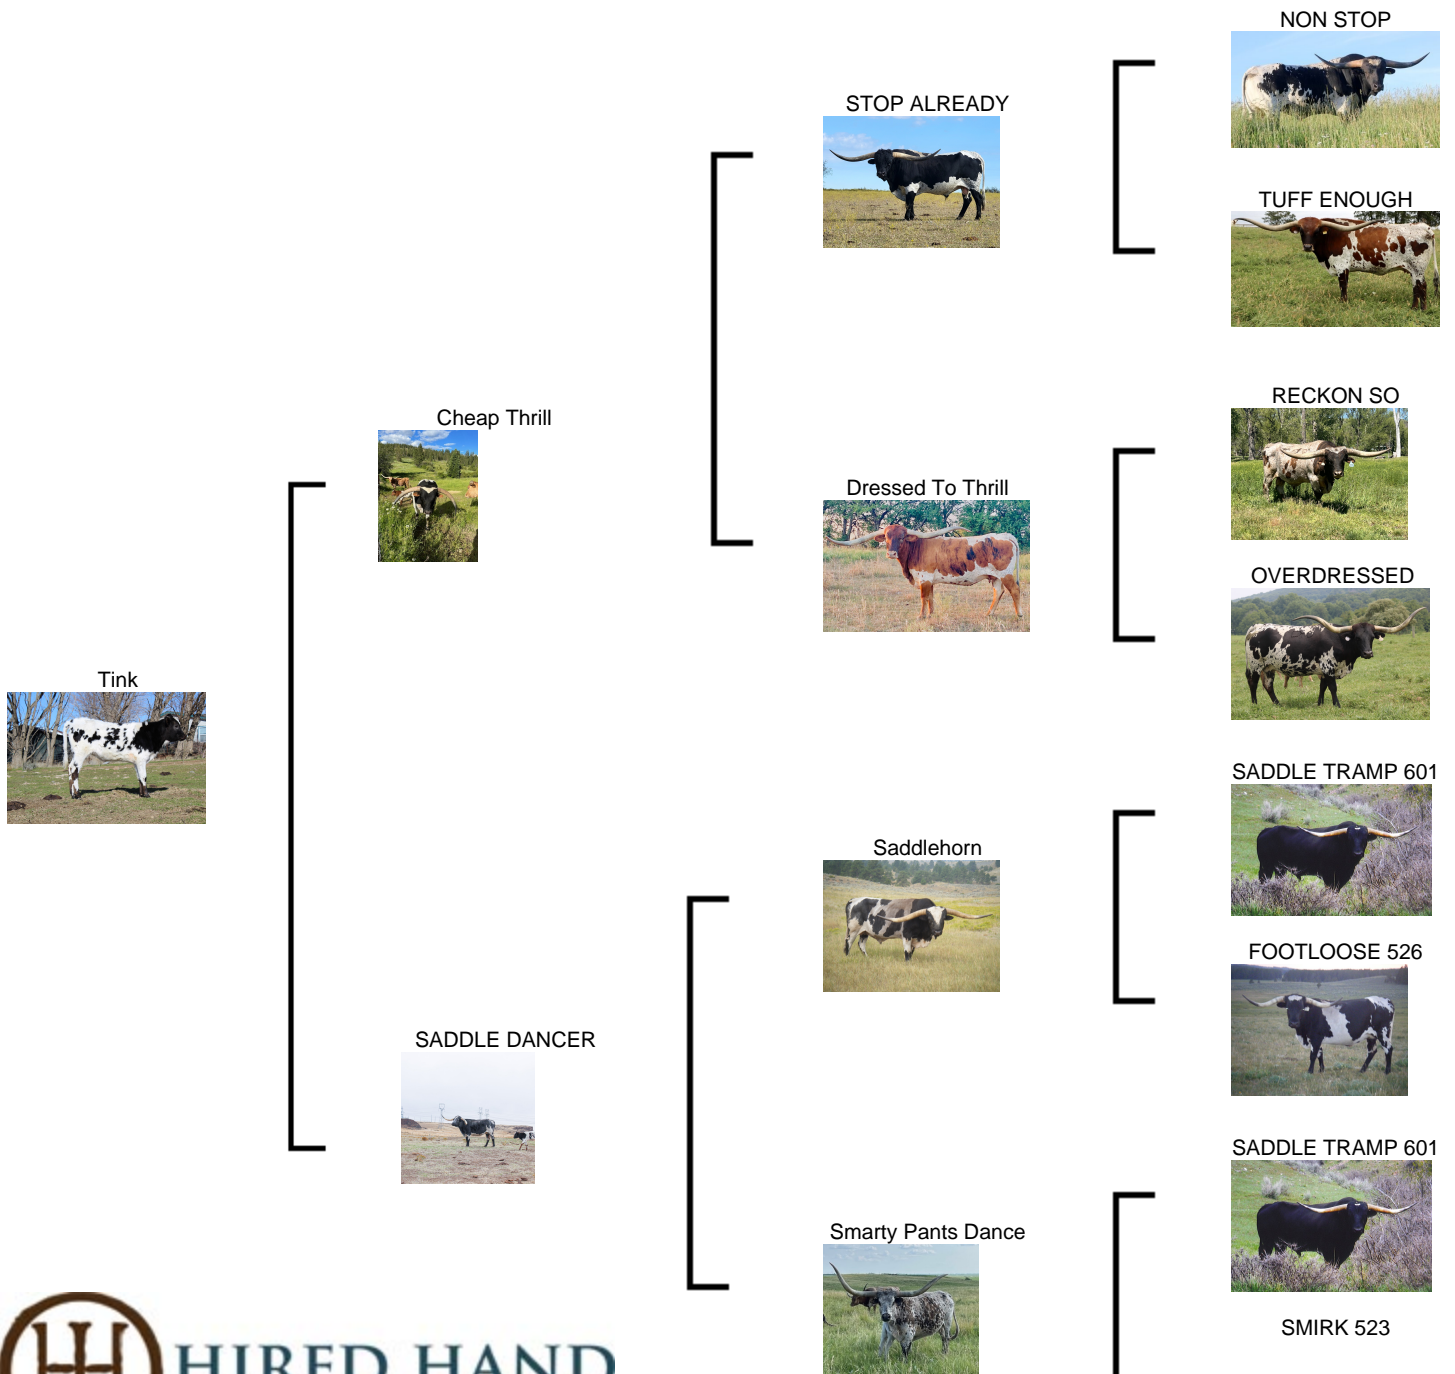 NON STOP
STOP ALREADY
TUFF ENOUGH
RECKON SO
Cheap Thrill
Dressed To Thrill
OVERDRESSED
Tink
SADDLE TRAMP 601
Saddlehorn
FOOTLOOSE 526
SADDLE DANCER
SADDLE TRAMP 601
Smarty Pants Dance
SMIRK 523
HIRED HAND